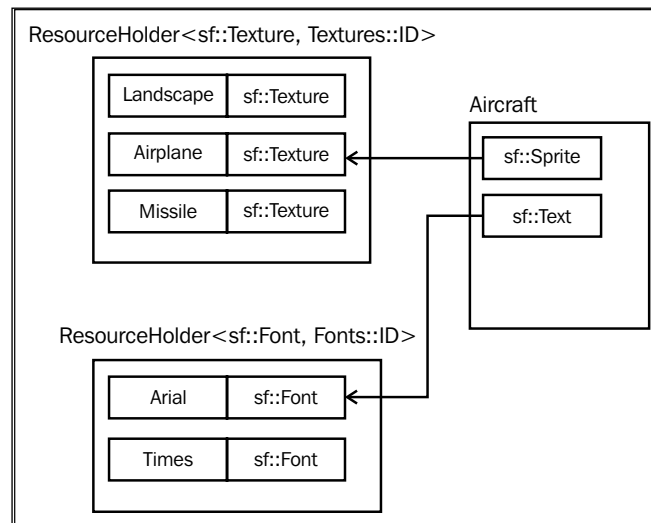 ResourceHolder<sf::Texture, Textures::ID>
Landscape sf::Texture
Airplane sf::Texture
Missile sf::Texture
Aircraft
sf::Sprite
sf::Text
ResourceHolder<sf::Font, Fonts::ID>
Arial sf::Font
Times sf::Font